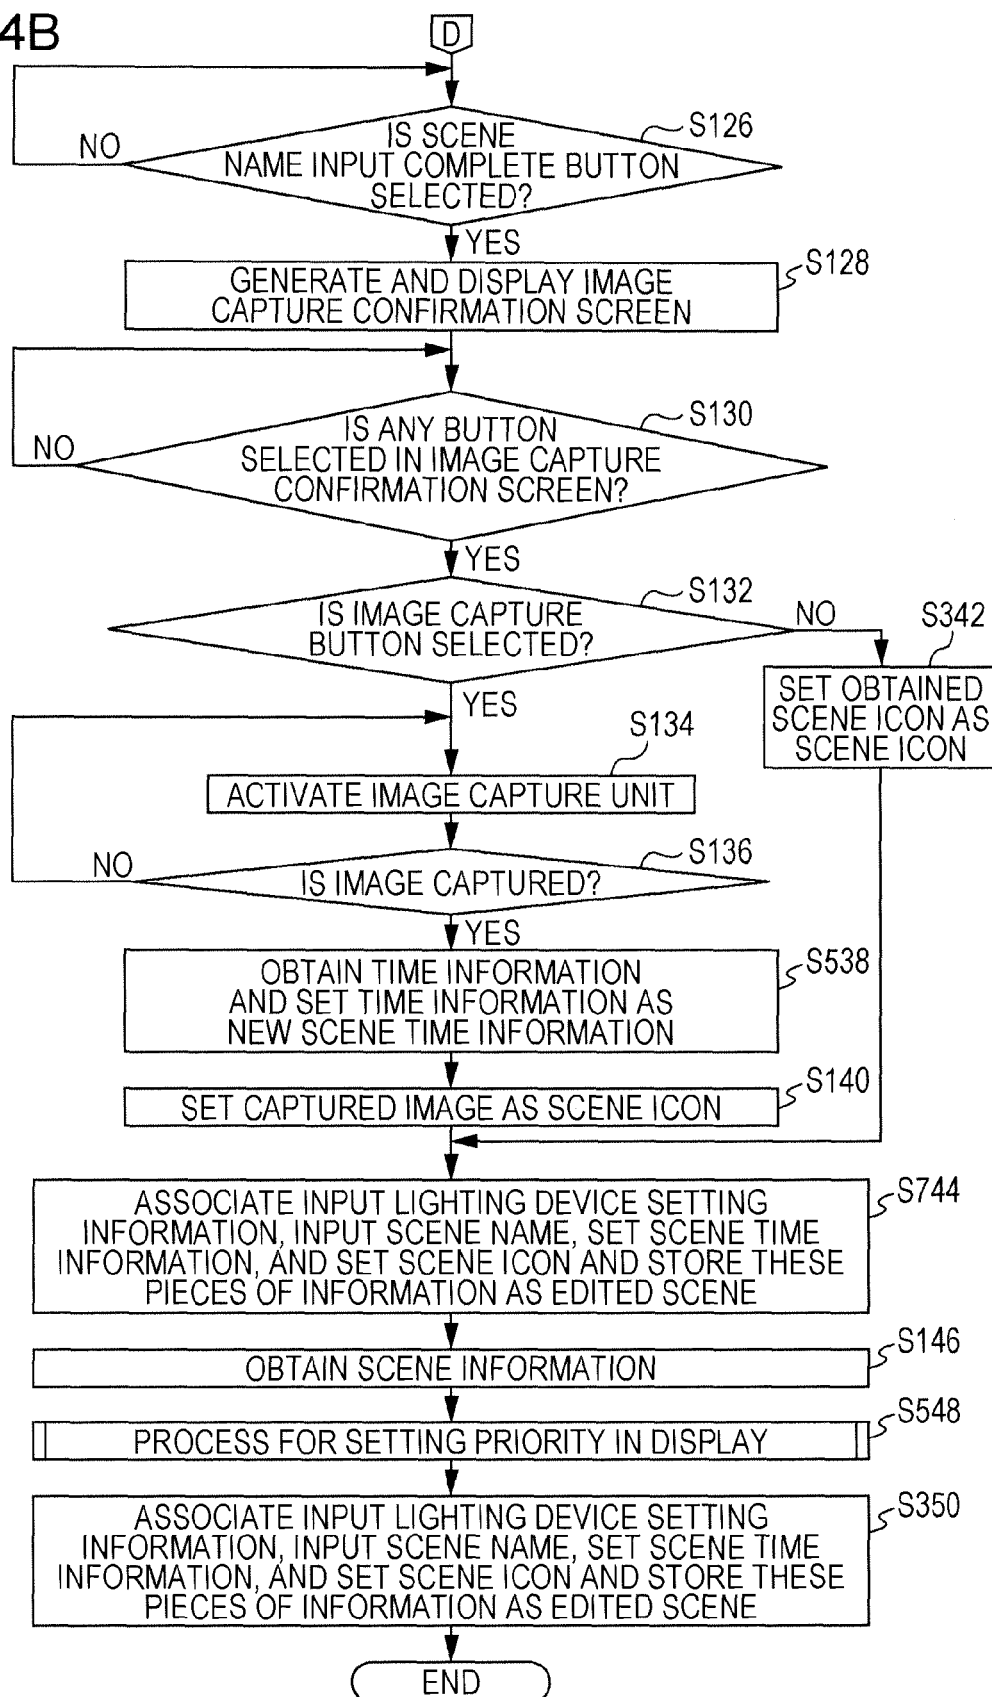 4B
D
IS SCENE
NAME INPUT COMPLETE BUTTON
SELECTED?
S126
NO
YES
GENERATE AND DISPLAY IMAGE
CAPTURE CONFIRMATION SCREEN
S128
IS ANY BUTTON
SELECTED IN IMAGE CAPTURE
CONFIRMATION SCREEN?
S130
NO
YES
IS IMAGE CAPTURE
BUTTON SELECTED?
S132
NO
S342
SET OBTAINED
SCENE ICON AS
SCENE ICON
YES
S134
ACTIVATE IMAGE CAPTURE UNIT
NO
IS IMAGE CAPTURED?
S136
YES
OBTAIN TIME INFORMATION
AND SET TIME INFORMATION AS
NEW SCENE TIME INFORMATION
S538
SET CAPTURED IMAGE AS SCENE ICON
S140
ASSOCIATE INPUT LIGHTING DEVICE SETTING
INFORMATION, INPUT SCENE NAME, SET SCENE TIME
INFORMATION, AND SET SCENE ICON AND STORE THESE
PIECES OF INFORMATION AS EDITED SCENE
S744
OBTAIN SCENE INFORMATION
S146
PROCESS FOR SETTING PRIORITY IN DISPLAY
S548
ASSOCIATE INPUT LIGHTING DEVICE SETTING
INFORMATION, INPUT SCENE NAME, SET SCENE TIME
INFORMATION, AND SET SCENE ICON AND STORE THESE
PIECES OF INFORMATION AS EDITED SCENE
S350
END